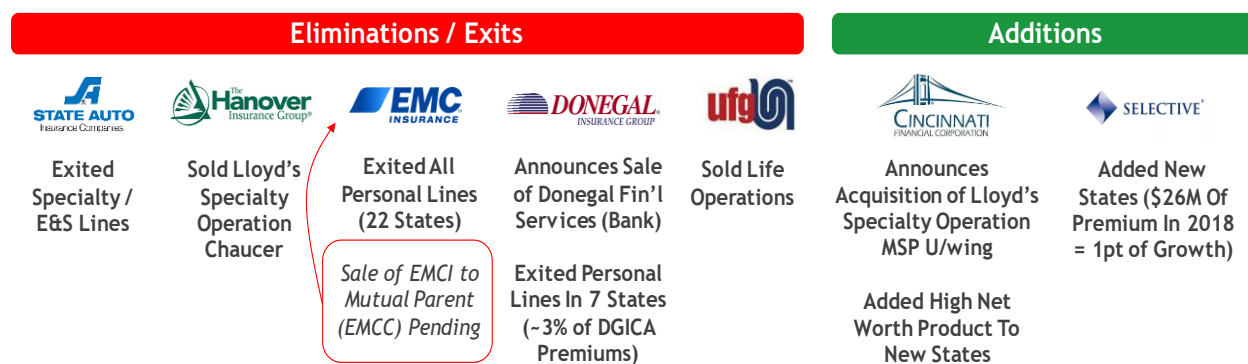 Eliminations / Exits
Additions
STATE AUTO
Insurance Companies
The
Hanover
Insurance Group®
EMC
INSURANCE
DONEGAL®
INSURANCE GROUP
ufg
CINCINNATI
FINANCIAL CORPORATION
SELECTIVE®
Exited
Specialty /
E&S Lines
Sold Lloyd's
Specialty
Operation
Chaucer
Exited All
Personal Lines
(22 States)
Sale of EMCI to
Mutual Parent
(EMCC) Pending
Announces Sale
of Donegal Fin'l
Services (Bank)
Exited Personal
Lines In 7 States
(~3% of DGICA
Premiums)
Sold Life
Operations
Announces
Acquisition of Lloyd's
Specialty Operation
MSP U/wing
Added High Net
Worth Product To
New States
Added New
States ($26M Of
Premium In 2018
= 1pt of Growth)